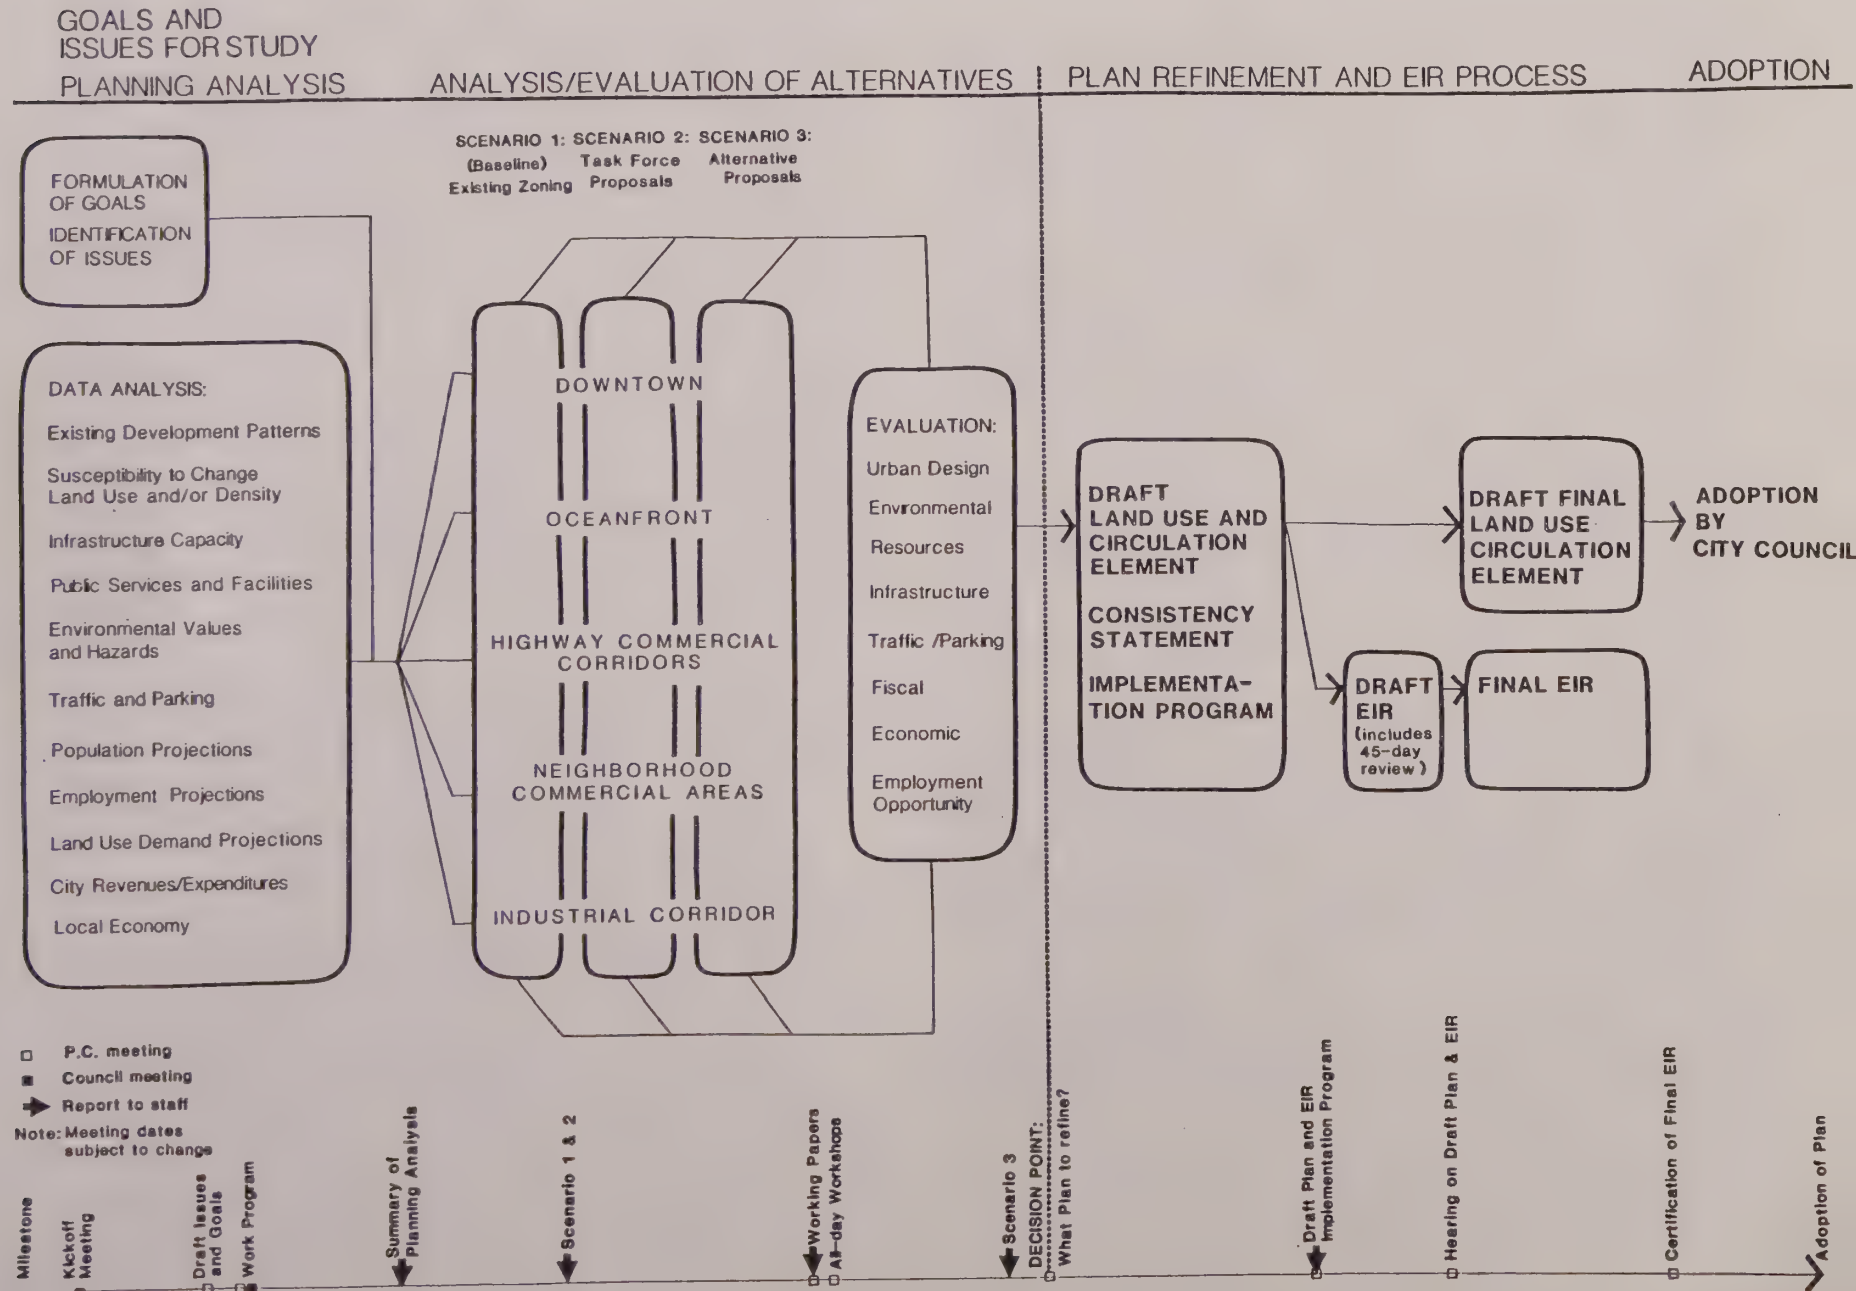 GOALS AND
ISSUES FOR STUDY
PLANNING ANALYSIS
ANALYSIS/EVALUATION OF ALTERNATIVES
PLAN REFINEMENT AND EIR PROCESS
ADOPTION
FORMULATION
OF GOALS
IDENTIFICATION
OF ISSUES
DATA ANALYSIS:
Existing Development Patterns
Susceptibility to Change
Land Use and/or Density
Infrastructure Capacity
Public Services and Facilities
Environmental Values
and Hazards
Traffic and Parking
Population Projections
Employment Projections
Land Use Demand Projections
City Revenues/Expenditures
Local Economy
SCENARIO 1:
(Baseline)
Existing Zoning
SCENARIO 2:
Task Force
Proposals
SCENARIO 3:
Alternative
Proposals
DOWNTOWN
OCEANFRONT
HIGHWAY COMMERCIAL
CORRIDORS
NEIGHBORHOOD
COMMERCIAL AREAS
INDUSTRIAL CORRIDOR
EVALUATION:
Urban Design
Environmental
Resources
Infrastructure
Traffic /Parking
Fiscal
Economic
Employment
Opportunity
DRAFT
LAND USE AND
CIRCULATION
ELEMENT
CONSISTENCY
STATEMENT
IMPLEMENTA-
TION PROGRAM
DRAFT FINAL
LAND USE
CIRCULATION
ELEMENT
ADOPTION
BY
CITY COUNCIL
DRAFT
EIR
(includes
45-day
review)
FINAL EIR
P.C. meeting
Council meeting
Report to staff
Note: Meeting dates
subject to change
Milestone
Kickoff
Meeting
Draft Issues
and Goals
Work Program
Summary of
Planning Analysis
Scenario 1 & 2
Working Papers
All-day Workshops
Scenario 3
DECISION POINT:
What Plan to refine?
Draft Plan and EIR
Implementation Program
Hearing on Draft Plan & EIR
Certification of Final EIR
Adoption of Plan